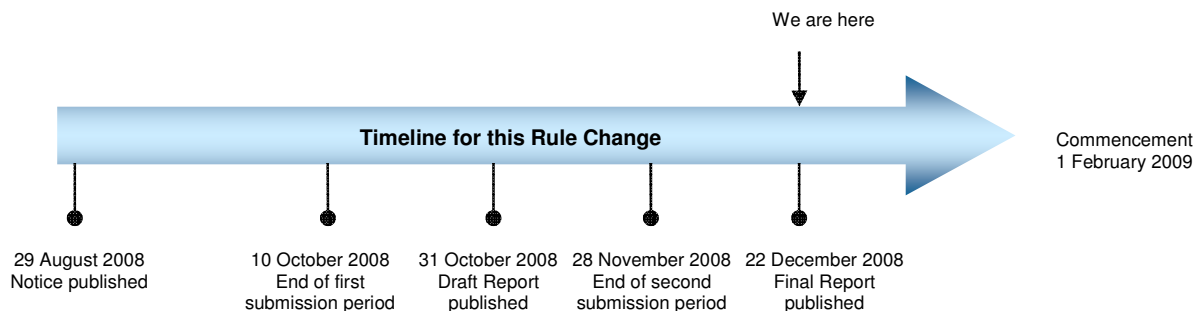 We are here
Timeline for this Rule Change
Commencement
1 February 2009
29 August 2008
Notice published
10 October 2008
End of first
submission period
31 October 2008
Draft Report
published
28 November 2008
End of second
submission period
22 December 2008
Final Report
published